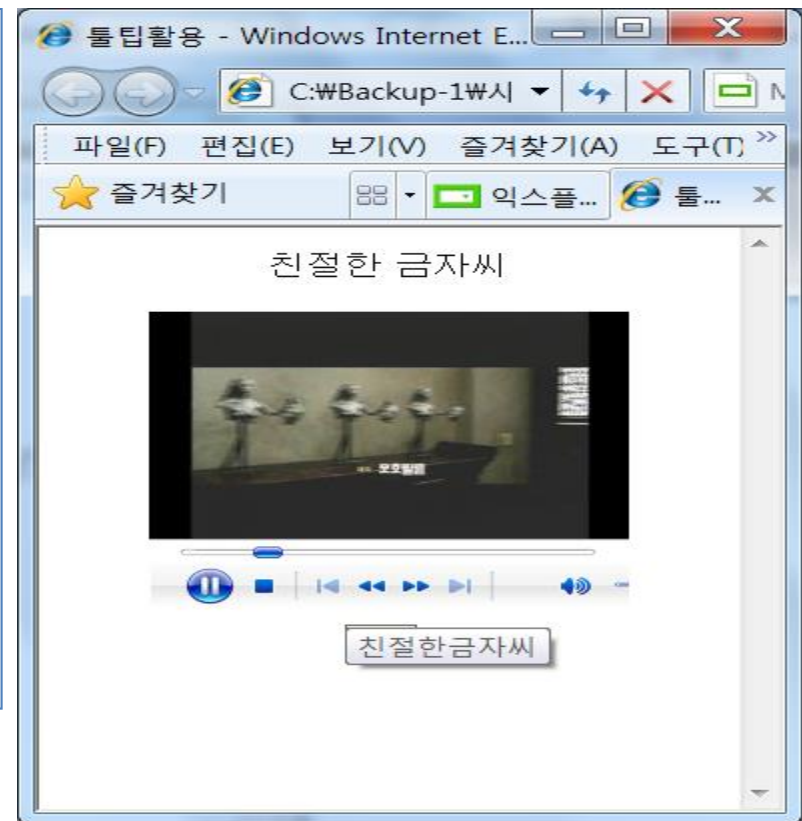 툴팁활용 - Windows Internet E...
C:₩Backup-1₩시
파일(F) 편집(E) 보기(V) 즐겨찾기(A) 도구(T) »
즐겨찾기 익스플... 툴...
친절한 금자씨
친절한금자씨